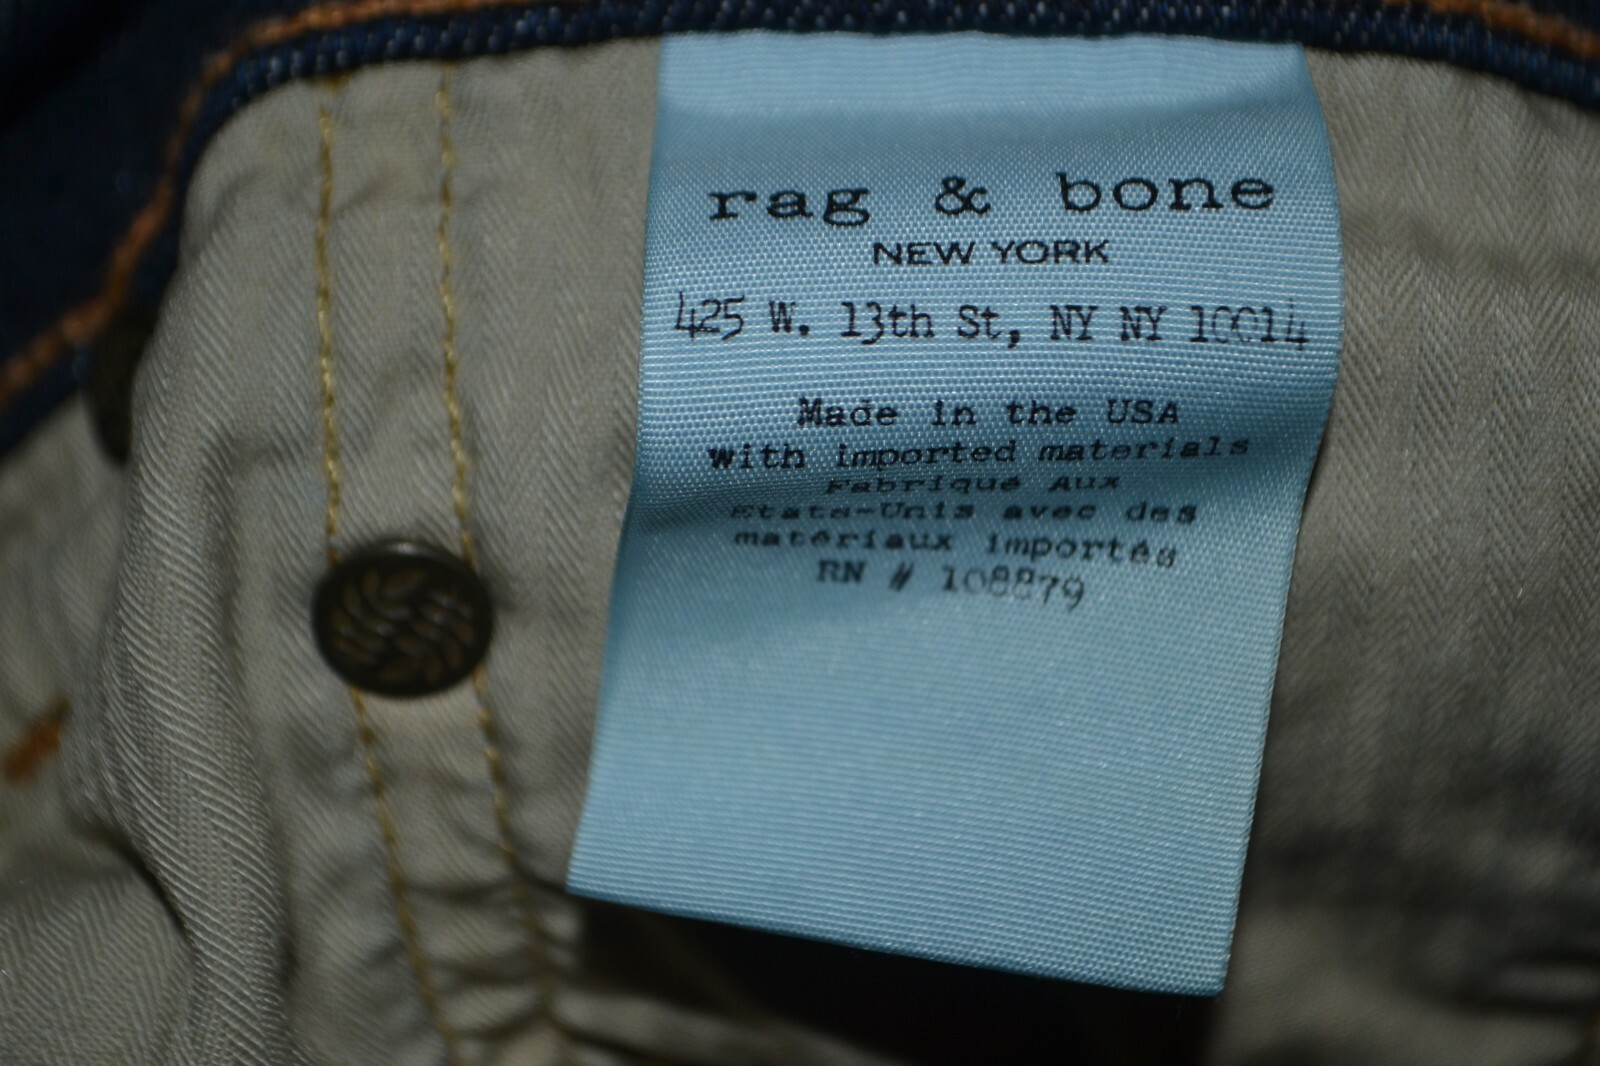 rag & bone
NEW YORK
425 W. 13th St, NY NY 10014
Made in the USA
With imported materials
Fabriqué Aux
Etats-Unis avec des
matériaux importés
RN # 108879